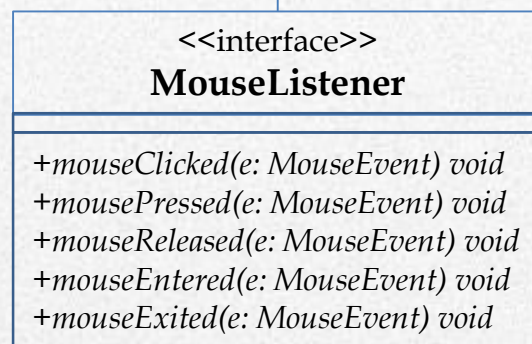 <<interface>>
MouseListener
+mouseClicked(e: MouseEvent) void
+mousePressed(e: MouseEvent) void
+mouseReleased(e: MouseEvent) void
+mouseEntered(e: MouseEvent) void
+mouseExited(e: MouseEvent) void